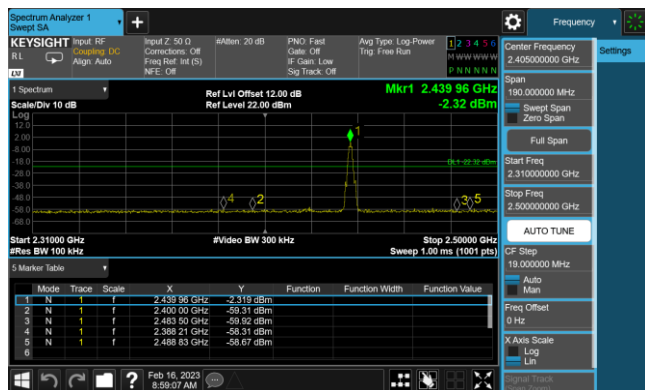 Spectrum Analyzer 1
Swept SA
Frequency
KEYSIGHT Input: RF Input Z: 50 Ω #Atten: 20 dB PNO: Fast Avg Type: Log-Power 1 2 3 4 5 6
R L Coupling: DC Corrections: Off Gate: Off Trig: Free Run M W W W W W
Align: Auto Freq Ref: Int (S) IF Gain: Low P N N N N N
LXI NFE: Off Sig Track: Off
Center Frequency
2.405000000 GHz
Settings
Span
190.000000 MHz
Swept Span
Zero Span
Full Span
Start Freq
2.310000000 GHz
Stop Freq
2.500000000 GHz
AUTO TUNE
CF Step
19.000000 MHz
Auto
Man
Freq Offset
0 Hz
X Axis Scale
Log
Lin
Signal Track
(Span Zoom)
1 Spectrum
Ref Lvl Offset 12.00 dB Mkr1 2.439 96 GHz
Scale/Div 10 dB Ref Level 22.00 dBm -2.32 dBm
Log
12.0
2.00
-8.00
-18.0
-28.0
-38.0
-48.0
-58.0
-68.0
1
DL1 -22.32 dBm
4 2 3 5
Start 2.31000 GHz #Video BW 300 kHz Stop 2.50000 GHz
#Res BW 100 kHz Sweep 1.00 ms (1001 pts)
5 Marker Table
Mode Trace Scale X Y Function Function Width Function Value
1 N 1 f 2.439 96 GHz -2.319 dBm
2 N 1 f 2.400 00 GHz -59.31 dBm
3 N 1 f 2.483 50 GHz -59.92 dBm
4 N 1 f 2.388 21 GHz -58.31 dBm
5 N 1 f 2.488 83 GHz -58.67 dBm
6
? Feb 16, 2023
8:59:07 AM